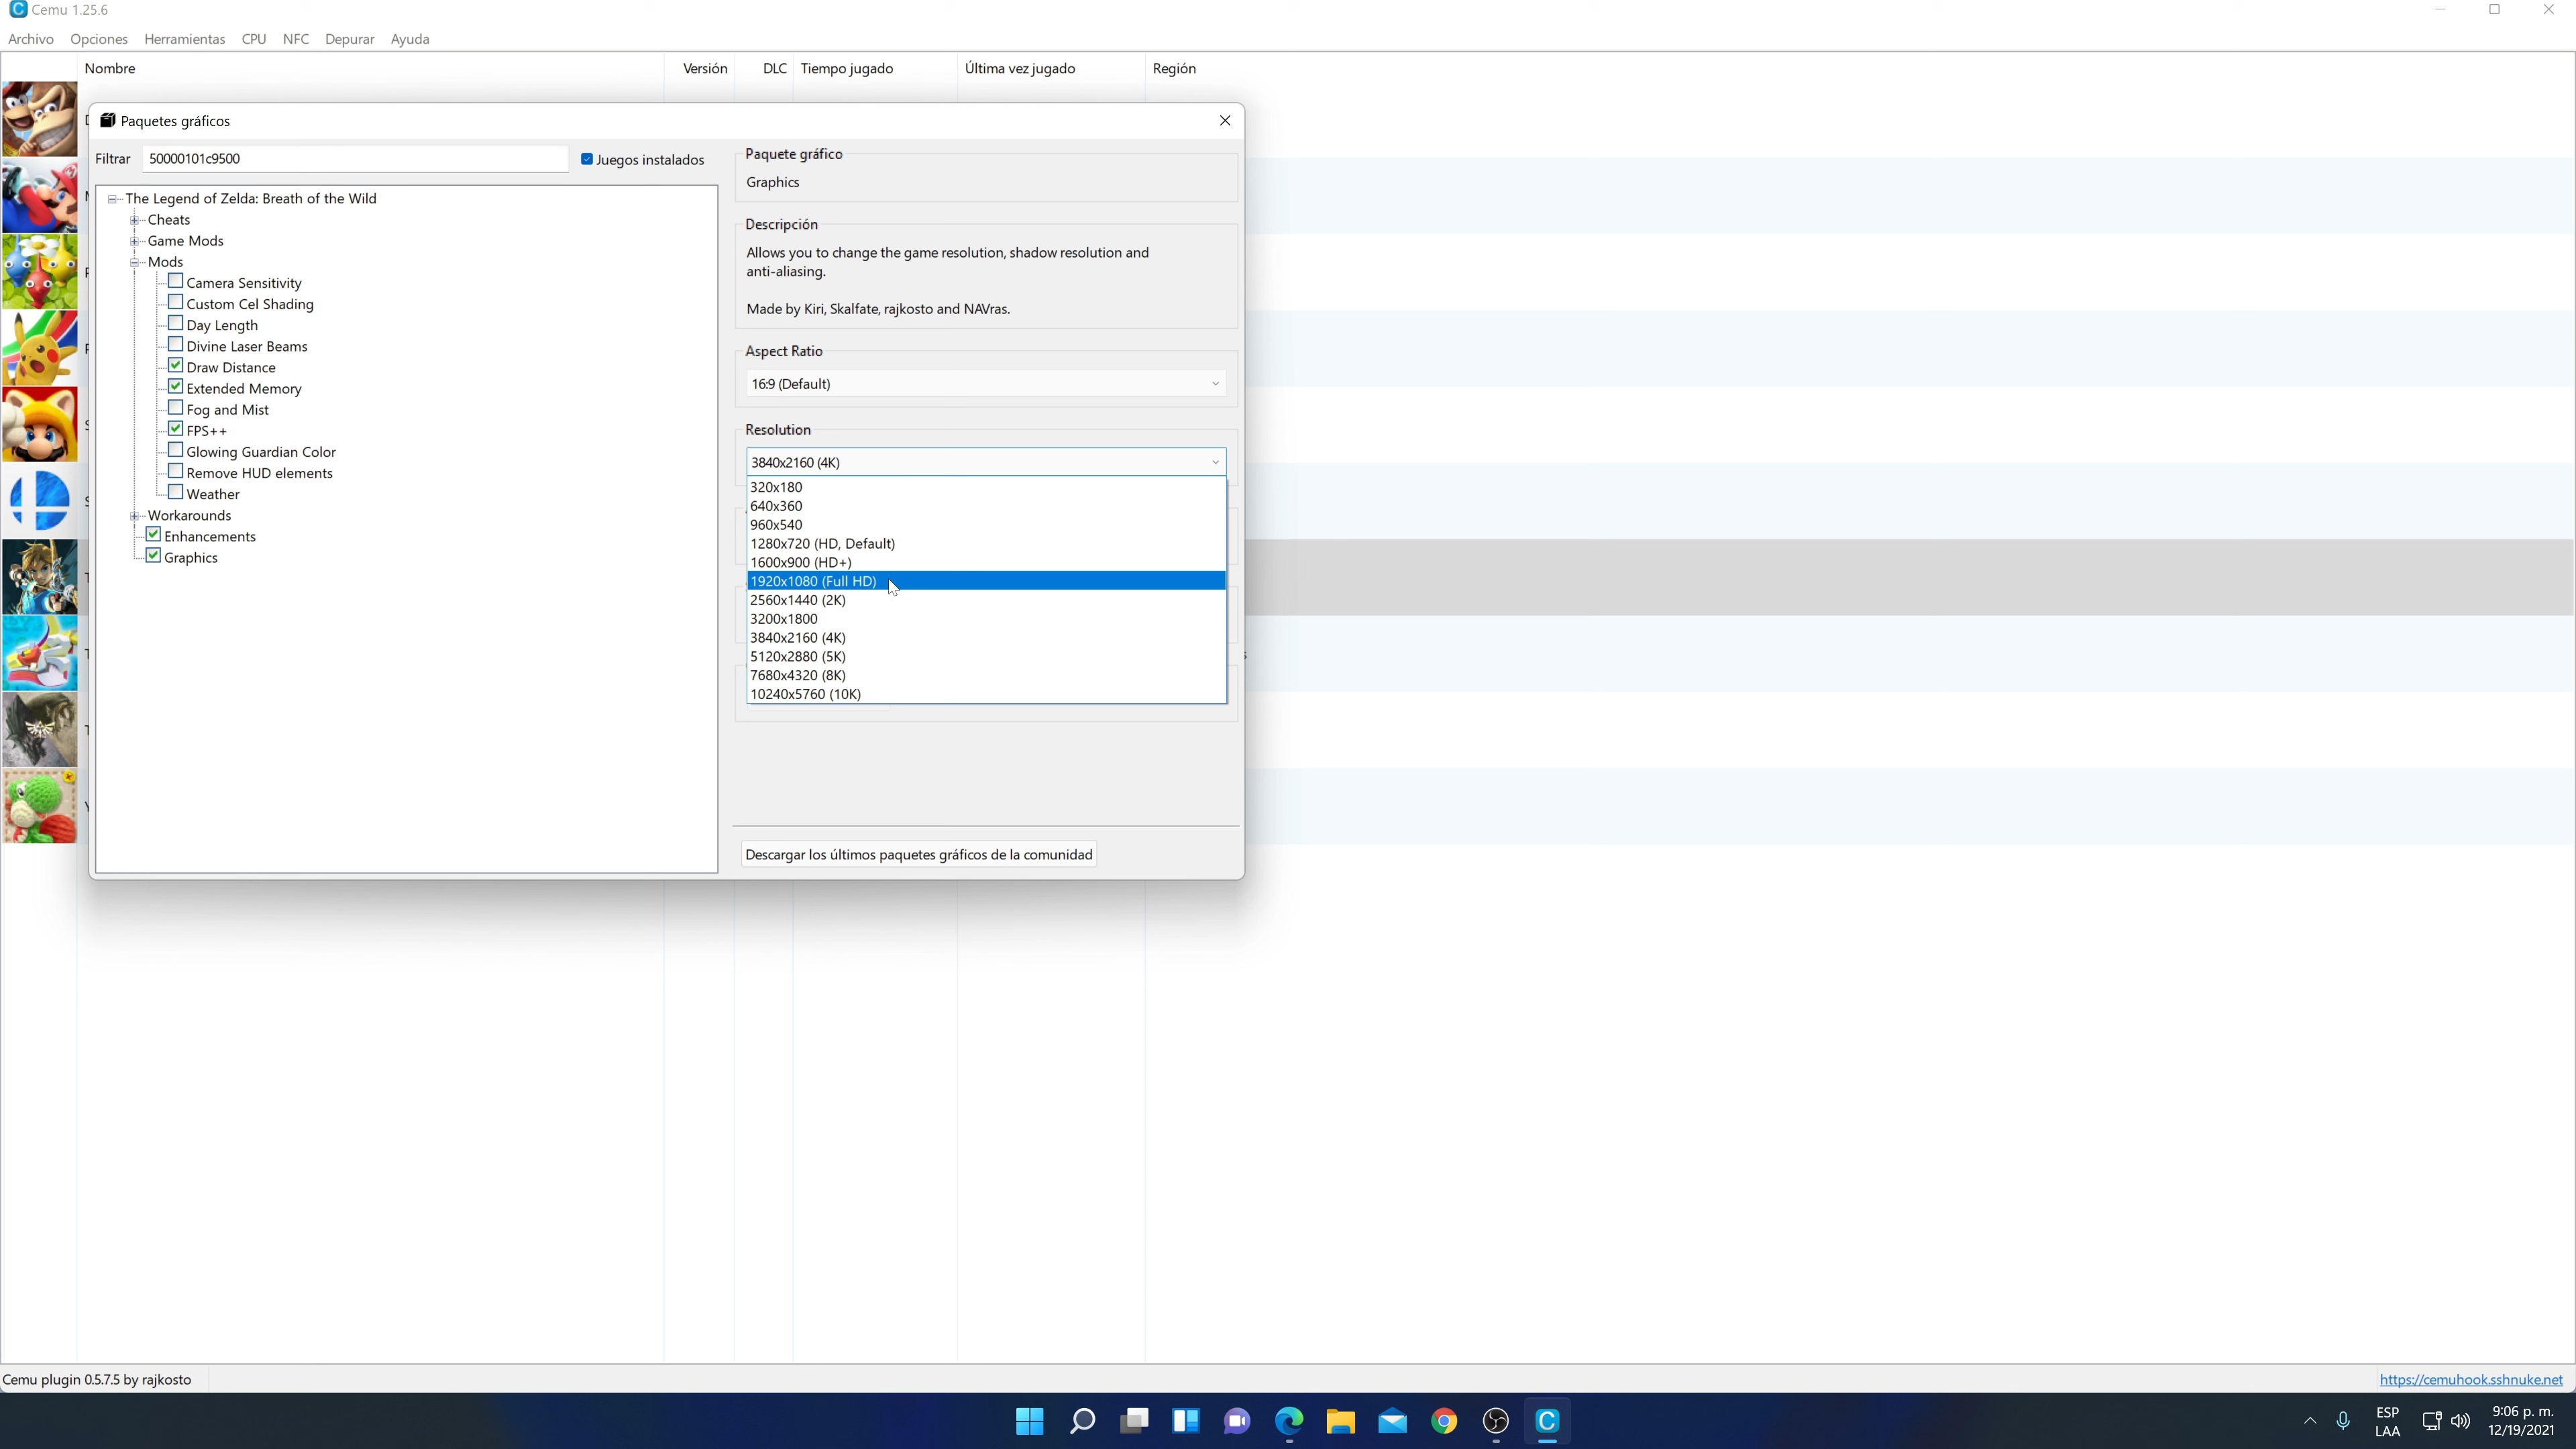 Cemu 1.25.6
Archivo Opciones Herramientas CPU NFC Depurar Ayuda
Nombre Versión DLC Tiempo jugado Última vez jugado Región
Paquetes gráficos
Filtrar 50000101c9500 Juegos instalados
The Legend of Zelda: Breath of the Wild
Cheats
Game Mods
Mods
Camera Sensitivity
Custom Cel Shading
Day Length
Divine Laser Beams
Draw Distance
Extended Memory
Fog and Mist
FPS++
Glowing Guardian Color
Remove HUD elements
Weather
Workarounds
Enhancements
Graphics
Paquete gráfico
Graphics
Descripción
Allows you to change the game resolution, shadow resolution and
anti-aliasing.
Made by Kiri, Skalfate, rajkosto and NAVras.
Aspect Ratio
16:9 (Default)
Resolution
3840x2160 (4K)
320x180
640x360
960x540
1280x720 (HD, Default)
1600x900 (HD+)
1920x1080 (Full HD)
2560x1440 (2K)
3200x1800
3840x2160 (4K)
5120x2880 (5K)
7680x4320 (8K)
10240x5760 (10K)
Descargar los últimos paquetes gráficos de la comunidad
Cemu plugin 0.5.7.5 by rajkosto
https://cemuhook.sshnuke.net
ESP
LAA
9:06 p. m.
12/19/2021